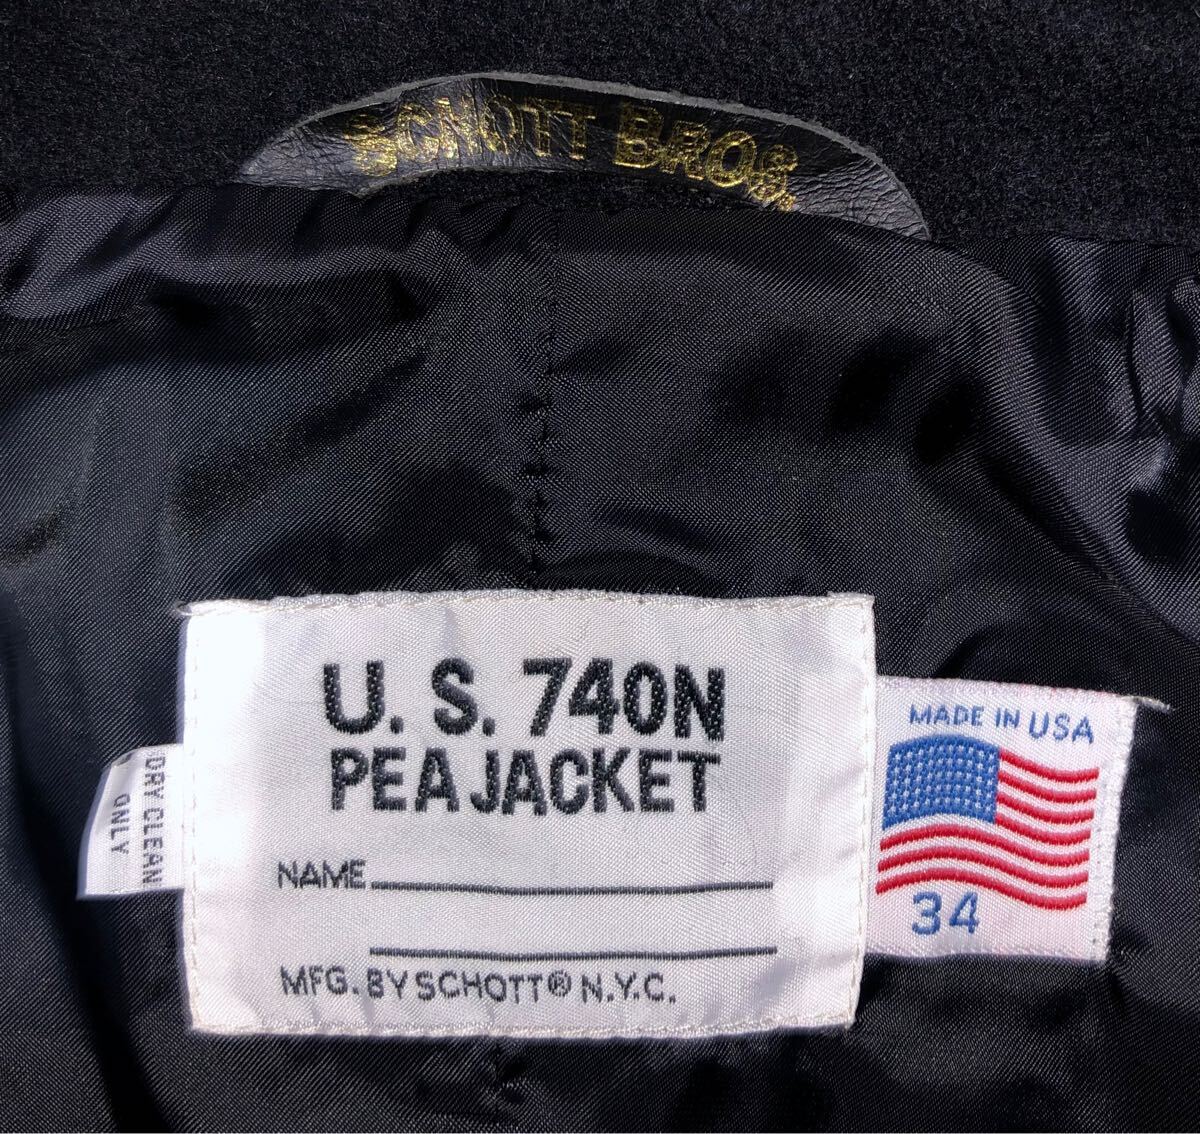 SCHOTT BROS.
U. S. 740N
PEA JACKET
NAME
MFG. BY SCHOTT® N.Y.C.
MADE IN USA
34
DRY CLEAN
ONLY